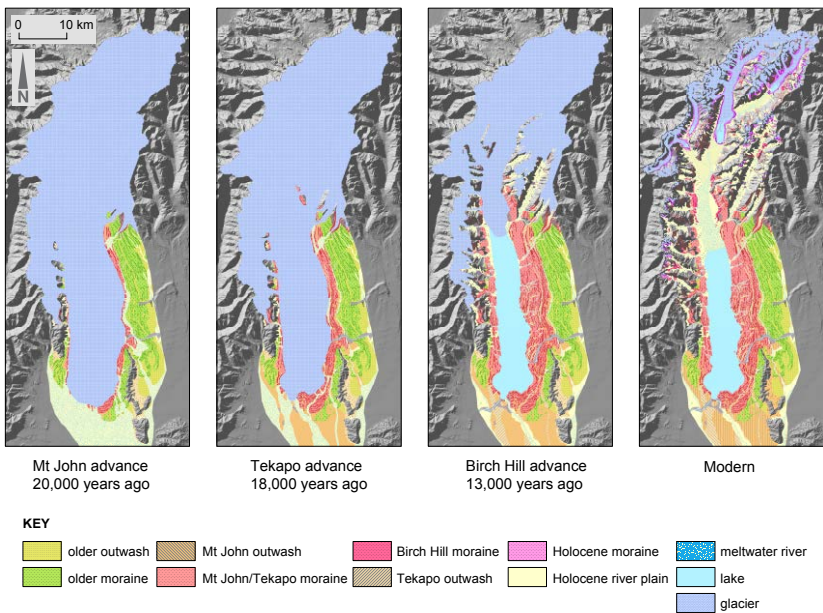 0 10 km
N
Mt John advance
20,000 years ago
Tekapo advance
18,000 years ago
Birch Hill advance
13,000 years ago
Modern
KEY
older outwash
Mt John outwash
Birch Hill moraine
Holocene moraine
meltwater river
older moraine
Mt John/Tekapo moraine
Tekapo outwash
Holocene river plain
lake
glacier